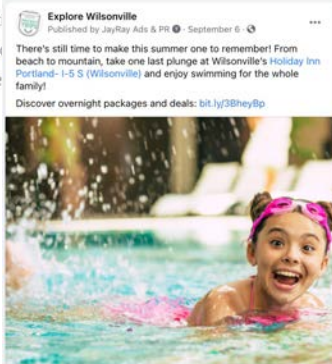 Explore Wilsonville
Published by JayRay Ads & PR · September 6 ·
There's still time to make this summer one to remember! From
beach to mountain, take one last plunge at Wilsonville's Holiday Inn
Portland- I-5 S (Wilsonville) and enjoy swimming for the whole
family!
Discover overnight packages and deals: bit.ly/3BheyBp